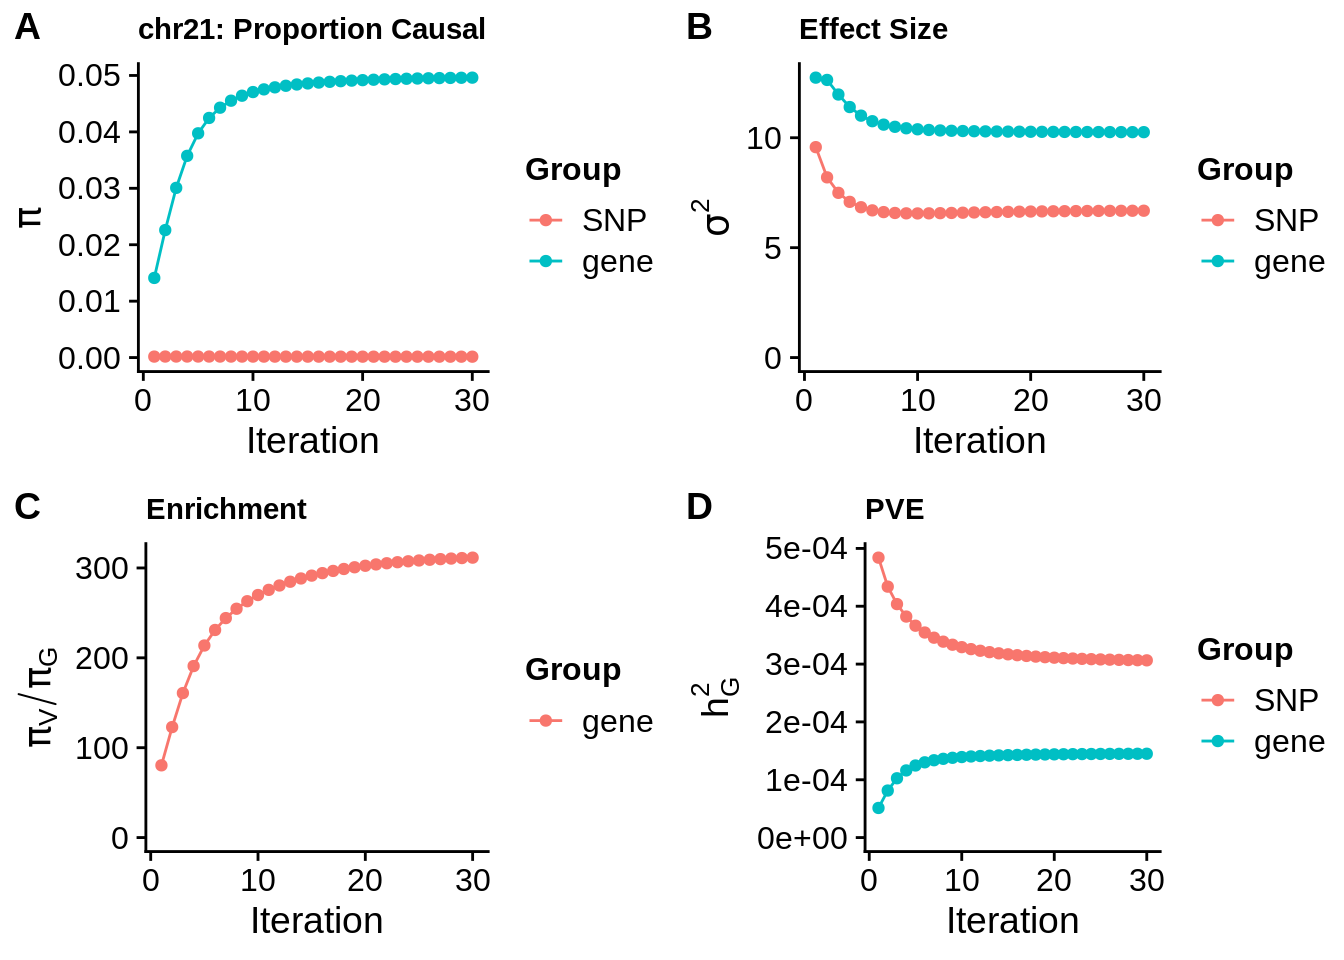 A
chr21: Proportion Causal
0.05
0.04
0.03
0.02
0.01
0.00
π
0 10 20 30
Iteration
Group
SNP
gene
B
Effect Size
10
5
0
σ²
0 10 20 30
Iteration
Group
SNP
gene
C
Enrichment
300
200
100
0
π_V/π_G
0 10 20 30
Iteration
Group
gene
D
PVE
5e-04
4e-04
3e-04
2e-04
1e-04
0e+00
h²_G
0 10 20 30
Iteration
Group
SNP
gene